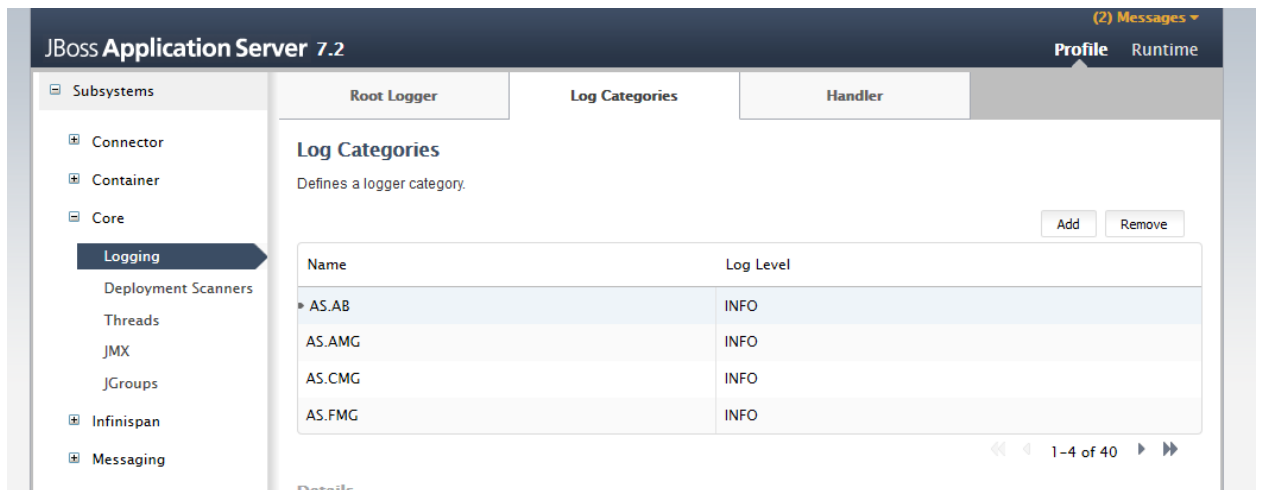 (2) Messages
JBoss Application Server 7.2
Profile Runtime
Subsystems
Connector
Container
Core
Logging
Deployment Scanners
Threads
JMX
JGroups
Infinispan
Messaging
Root Logger Log Categories Handler
Log Categories
Defines a logger category.
Add Remove
Name Log Level
AS.AB INFO
AS.AMG INFO
AS.CMG INFO
AS.FMG INFO
1-4 of 40
Details